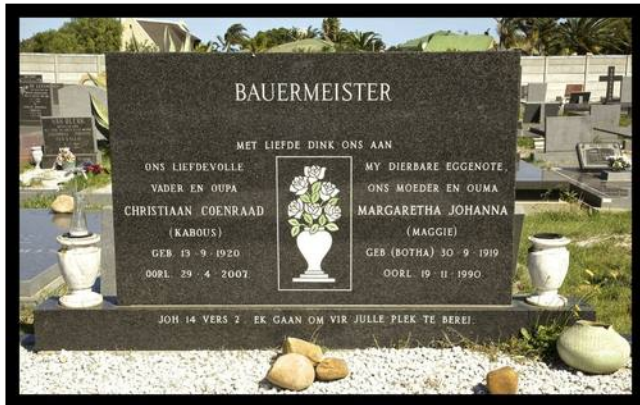 BAUERMEISTER
MET LIEFDE DINK ONS AAN
ONS LIEFDEVOLLE
VADER EN OUPA
CHRISTIAAN COENRAAD
(KABOUS)
GEB. 13-9-1920
OORL. 29-4-2007
MY DIERBARE EGGENOTE,
ONS MOEDER EN OUMA
MARGARETHA JOHANNA
(MAGGIE)
GEB (BOTHA) 30-9-1919
OORL. 19-11-1990
JOH 14 VERS 2. EK GAAN OM VIR JULLE PLEK TE BEREI.